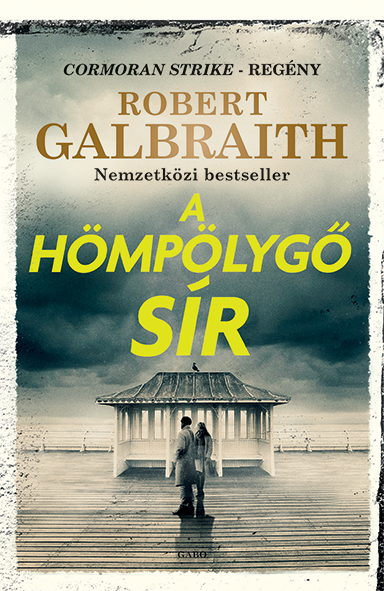 CORMORAN STRIKE - REGÉNY
ROBERT
GALBRAITH
Nemzetközi bestseller
A
HÖMPÖLYGŐ
SÍR
GABO